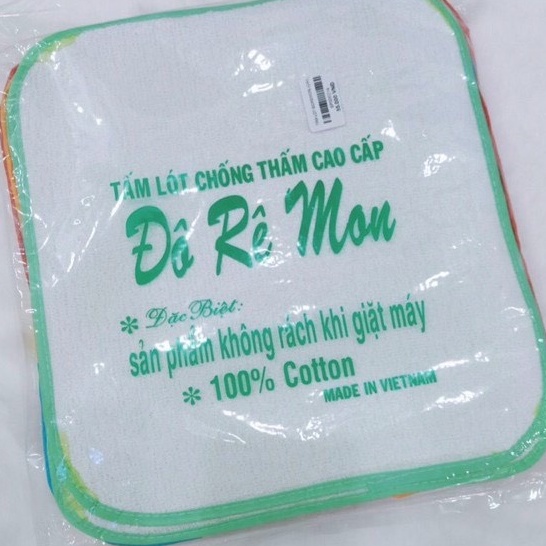 TẤM LÓT CHỐNG THẤM CAO CẤP
Đô Rê Mon
* Đặc Biệt:
sản phẩm không rách khi giặt máy
* 100% Cotton
MADE IN VIETNAM